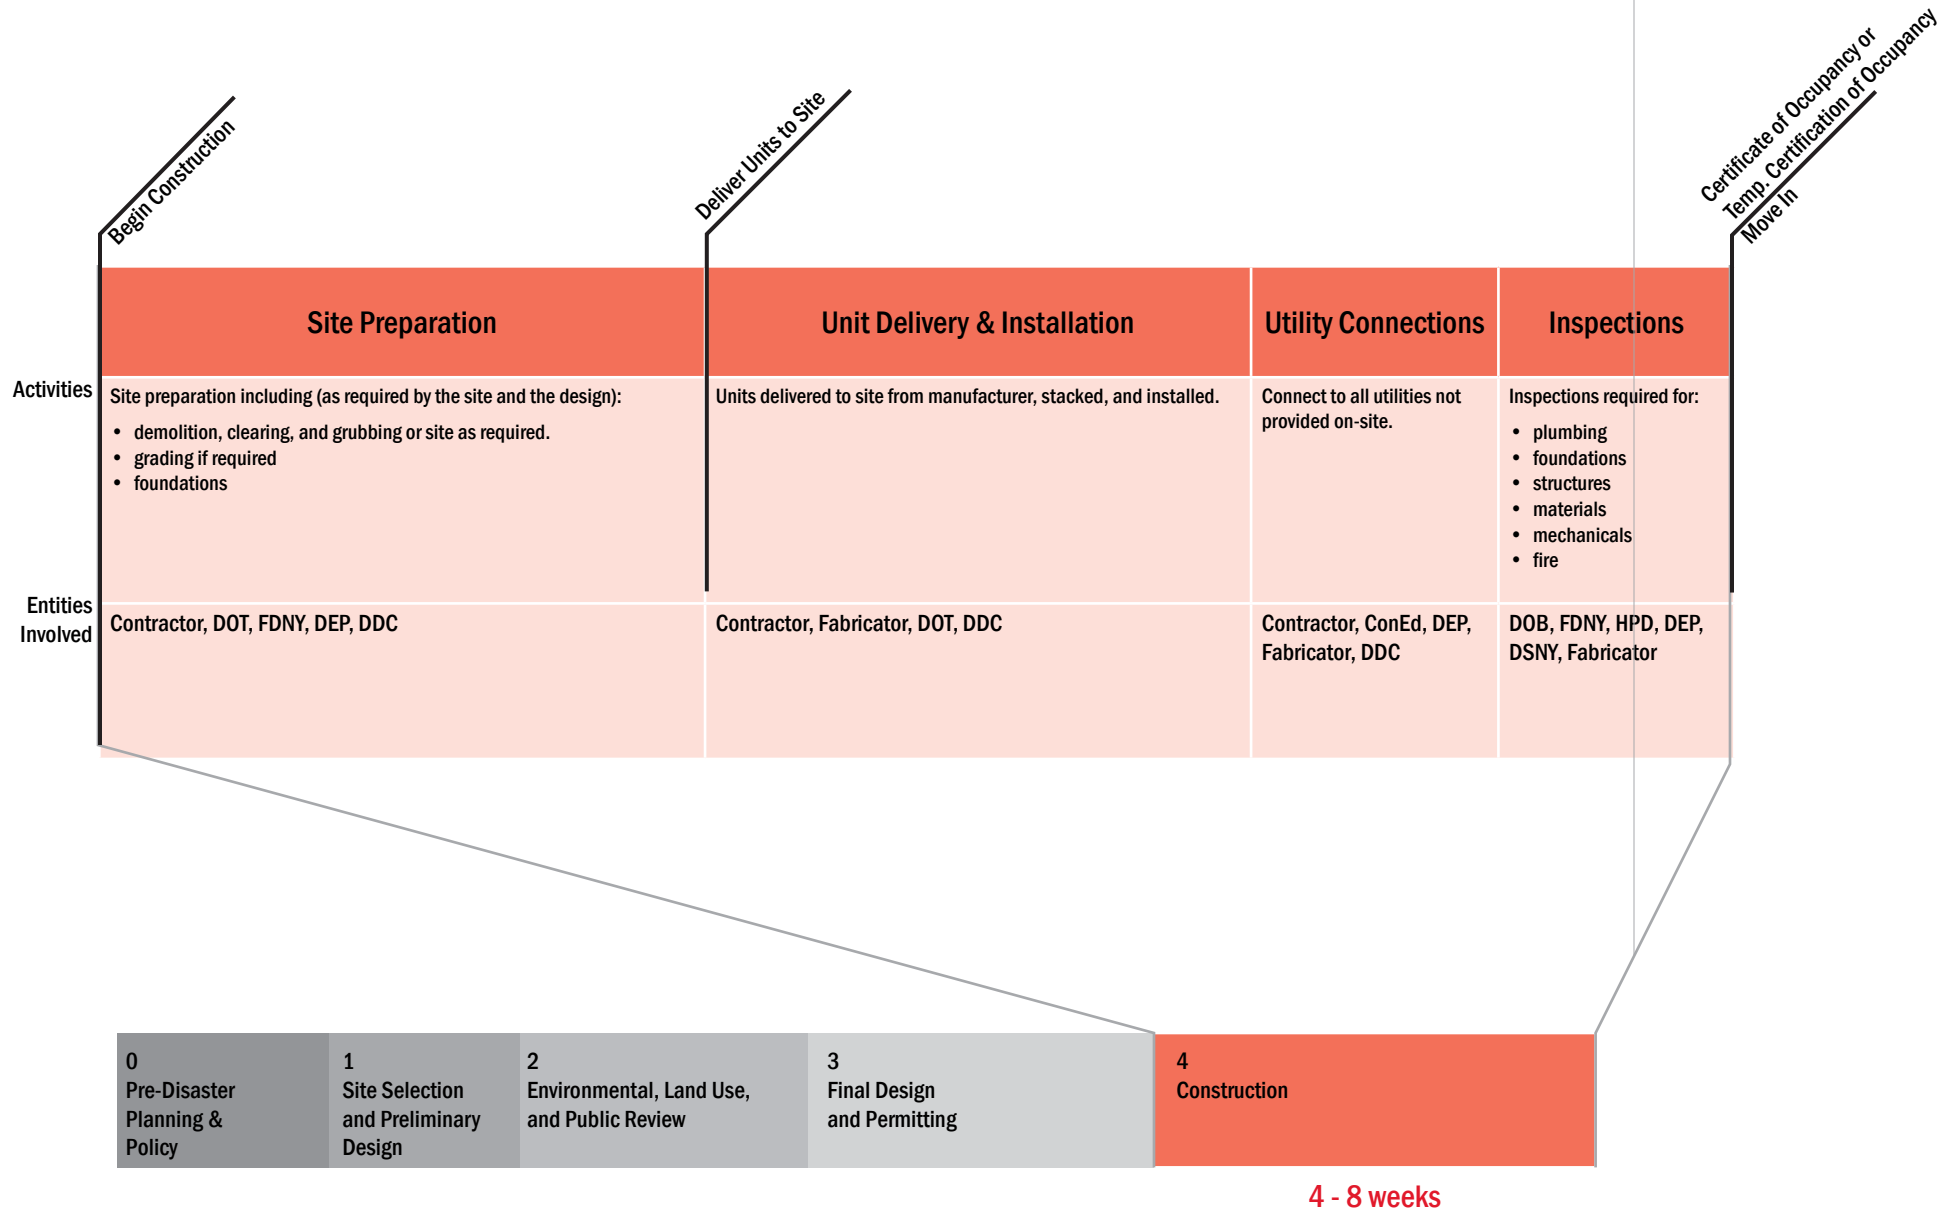 Begin Construction
Deliver Units to Site
Certificate of Occupancy or
Temp. Certification of Occupancy
Move In
Site Preparation
Unit Delivery & Installation
Utility Connections
Inspections
Activities
Site preparation including (as required by the site and the design):
• demolition, clearing, and grubbing or site as required.
• grading if required
• foundations
Units delivered to site from manufacturer, stacked, and installed.
Connect to all utilities not
provided on-site.
Inspections required for:
• plumbing
• foundations
• structures
• materials
• mechanicals
• fire
Entities
Involved
Contractor, DOT, FDNY, DEP, DDC
Contractor, Fabricator, DOT, DDC
Contractor, ConEd, DEP,
Fabricator, DDC
DOB, FDNY, HPD, DEP,
DSNY, Fabricator
0
Pre-Disaster
Planning &
Policy
1
Site Selection
and Preliminary
Design
2
Environmental, Land Use,
and Public Review
3
Final Design
and Permitting
4
Construction
4 - 8 weeks